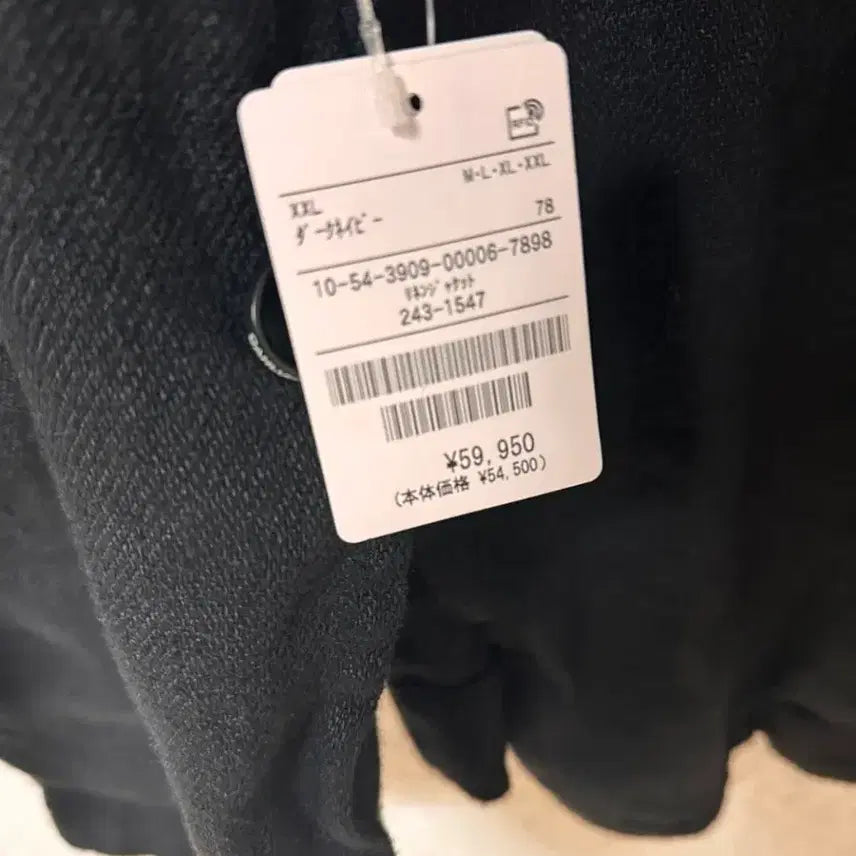 RFID
M・L・XL・XXL
XXL
ダークネイビー 78
10-54-3909-00006-7898
リネンジャケット
243-1547
¥59,950
(本体価格 ¥54,500)